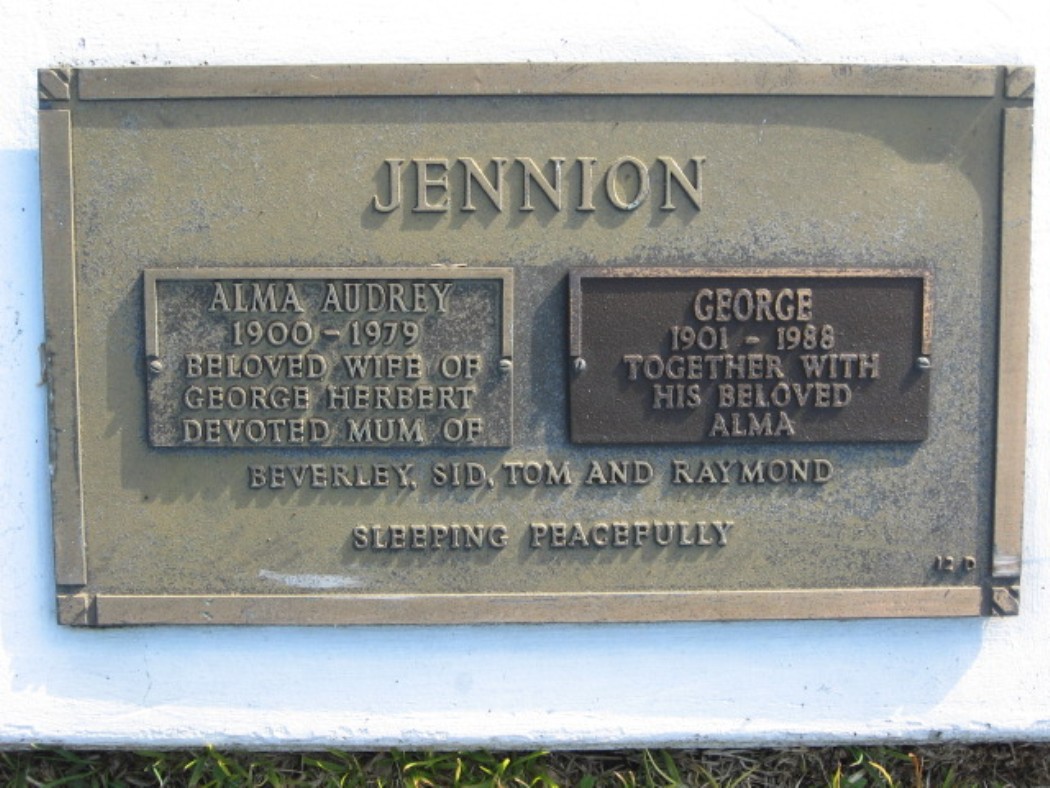 JENNION
ALMA AUDREY
1900 - 1979
BELOVED WIFE OF
GEORGE HERBERT
DEVOTED MUM OF
GEORGE
1901 - 1988
TOGETHER WITH
HIS BELOVED
ALMA
BEVERLEY, SID, TOM AND RAYMOND
SLEEPING PEACEFULLY
12 D